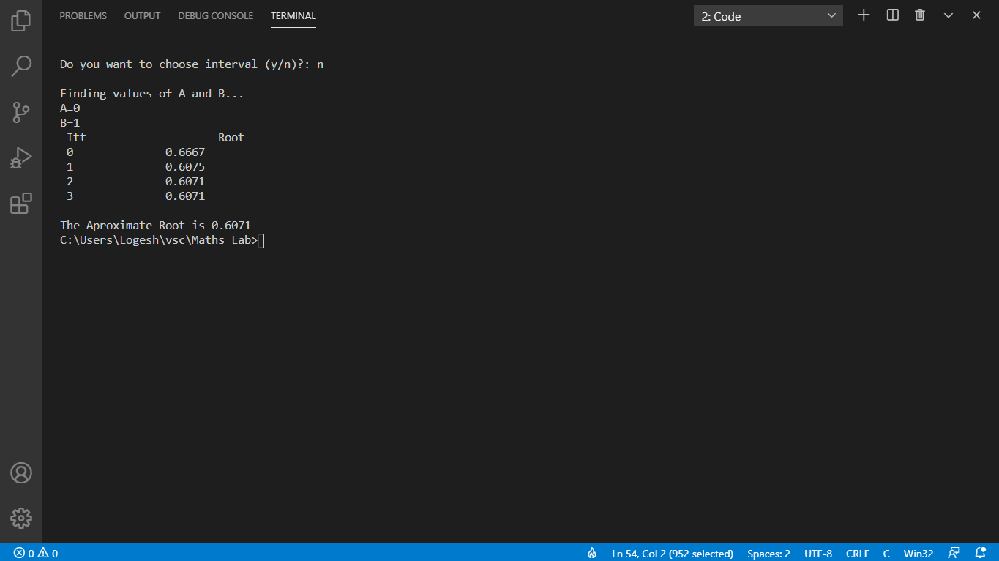 PROBLEMS OUTPUT DEBUG CONSOLE TERMINAL 2: Code
Do you want to choose interval (y/n)?: n
Finding values of A and B...
A=0
B=1
Itt Root
0 0.6667
1 0.6075
2 0.6071
3 0.6071
The Aproximate Root is 0.6071
C:\Users\Logesh\vsc\Maths Lab>
0 0 Ln 54, Col 2 (952 selected) Spaces: 2 UTF-8 CRLF C Win32